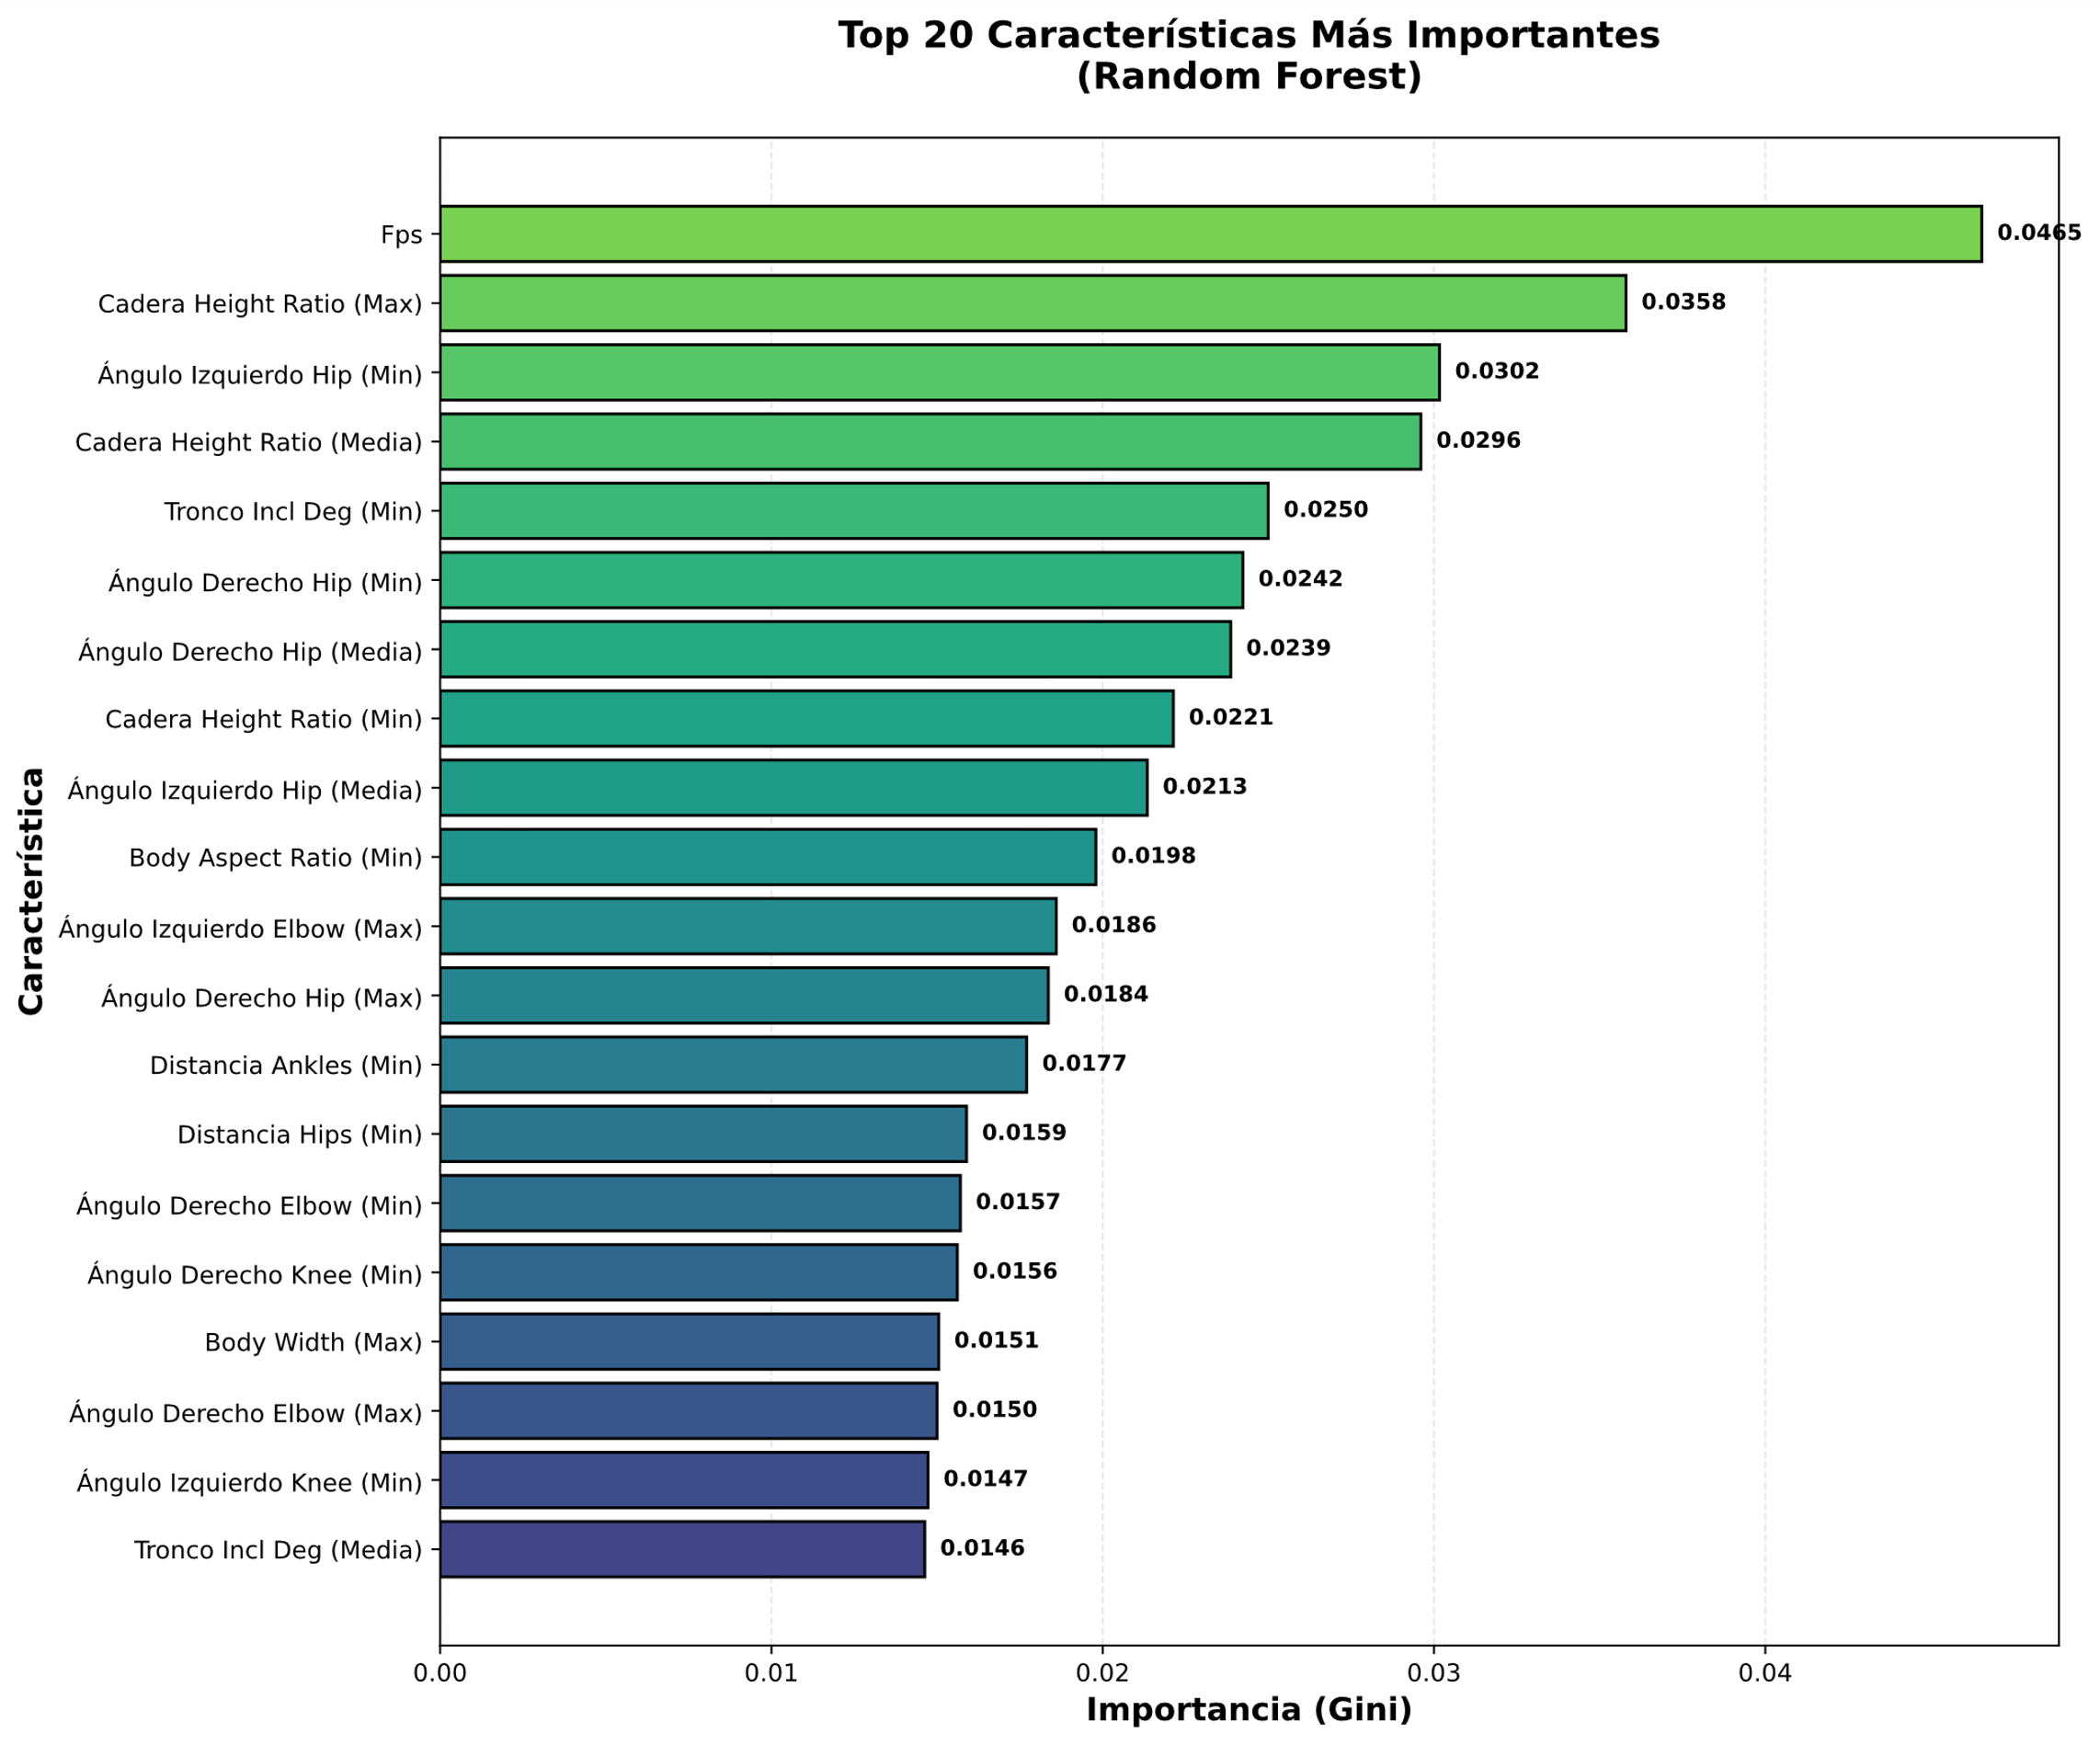 Top 20 Características Más Importantes
(Random Forest)
Característica
Fps
0.0465
Cadera Height Ratio (Max)
0.0358
Ángulo Izquierdo Hip (Min)
0.0302
Cadera Height Ratio (Media)
0.0296
Tronco Incl Deg (Min)
0.0250
Ángulo Derecho Hip (Min)
0.0242
Ángulo Derecho Hip (Media)
0.0239
Cadera Height Ratio (Min)
0.0221
Ángulo Izquierdo Hip (Media)
0.0213
Body Aspect Ratio (Min)
0.0198
Ángulo Izquierdo Elbow (Max)
0.0186
Ángulo Derecho Hip (Max)
0.0184
Distancia Ankles (Min)
0.0177
Distancia Hips (Min)
0.0159
Ángulo Derecho Elbow (Min)
0.0157
Ángulo Derecho Knee (Min)
0.0156
Body Width (Max)
0.0151
Ángulo Derecho Elbow (Max)
0.0150
Ángulo Izquierdo Knee (Min)
0.0147
Tronco Incl Deg (Media)
0.0146
0.00 0.01 0.02 0.03 0.04
Importancia (Gini)